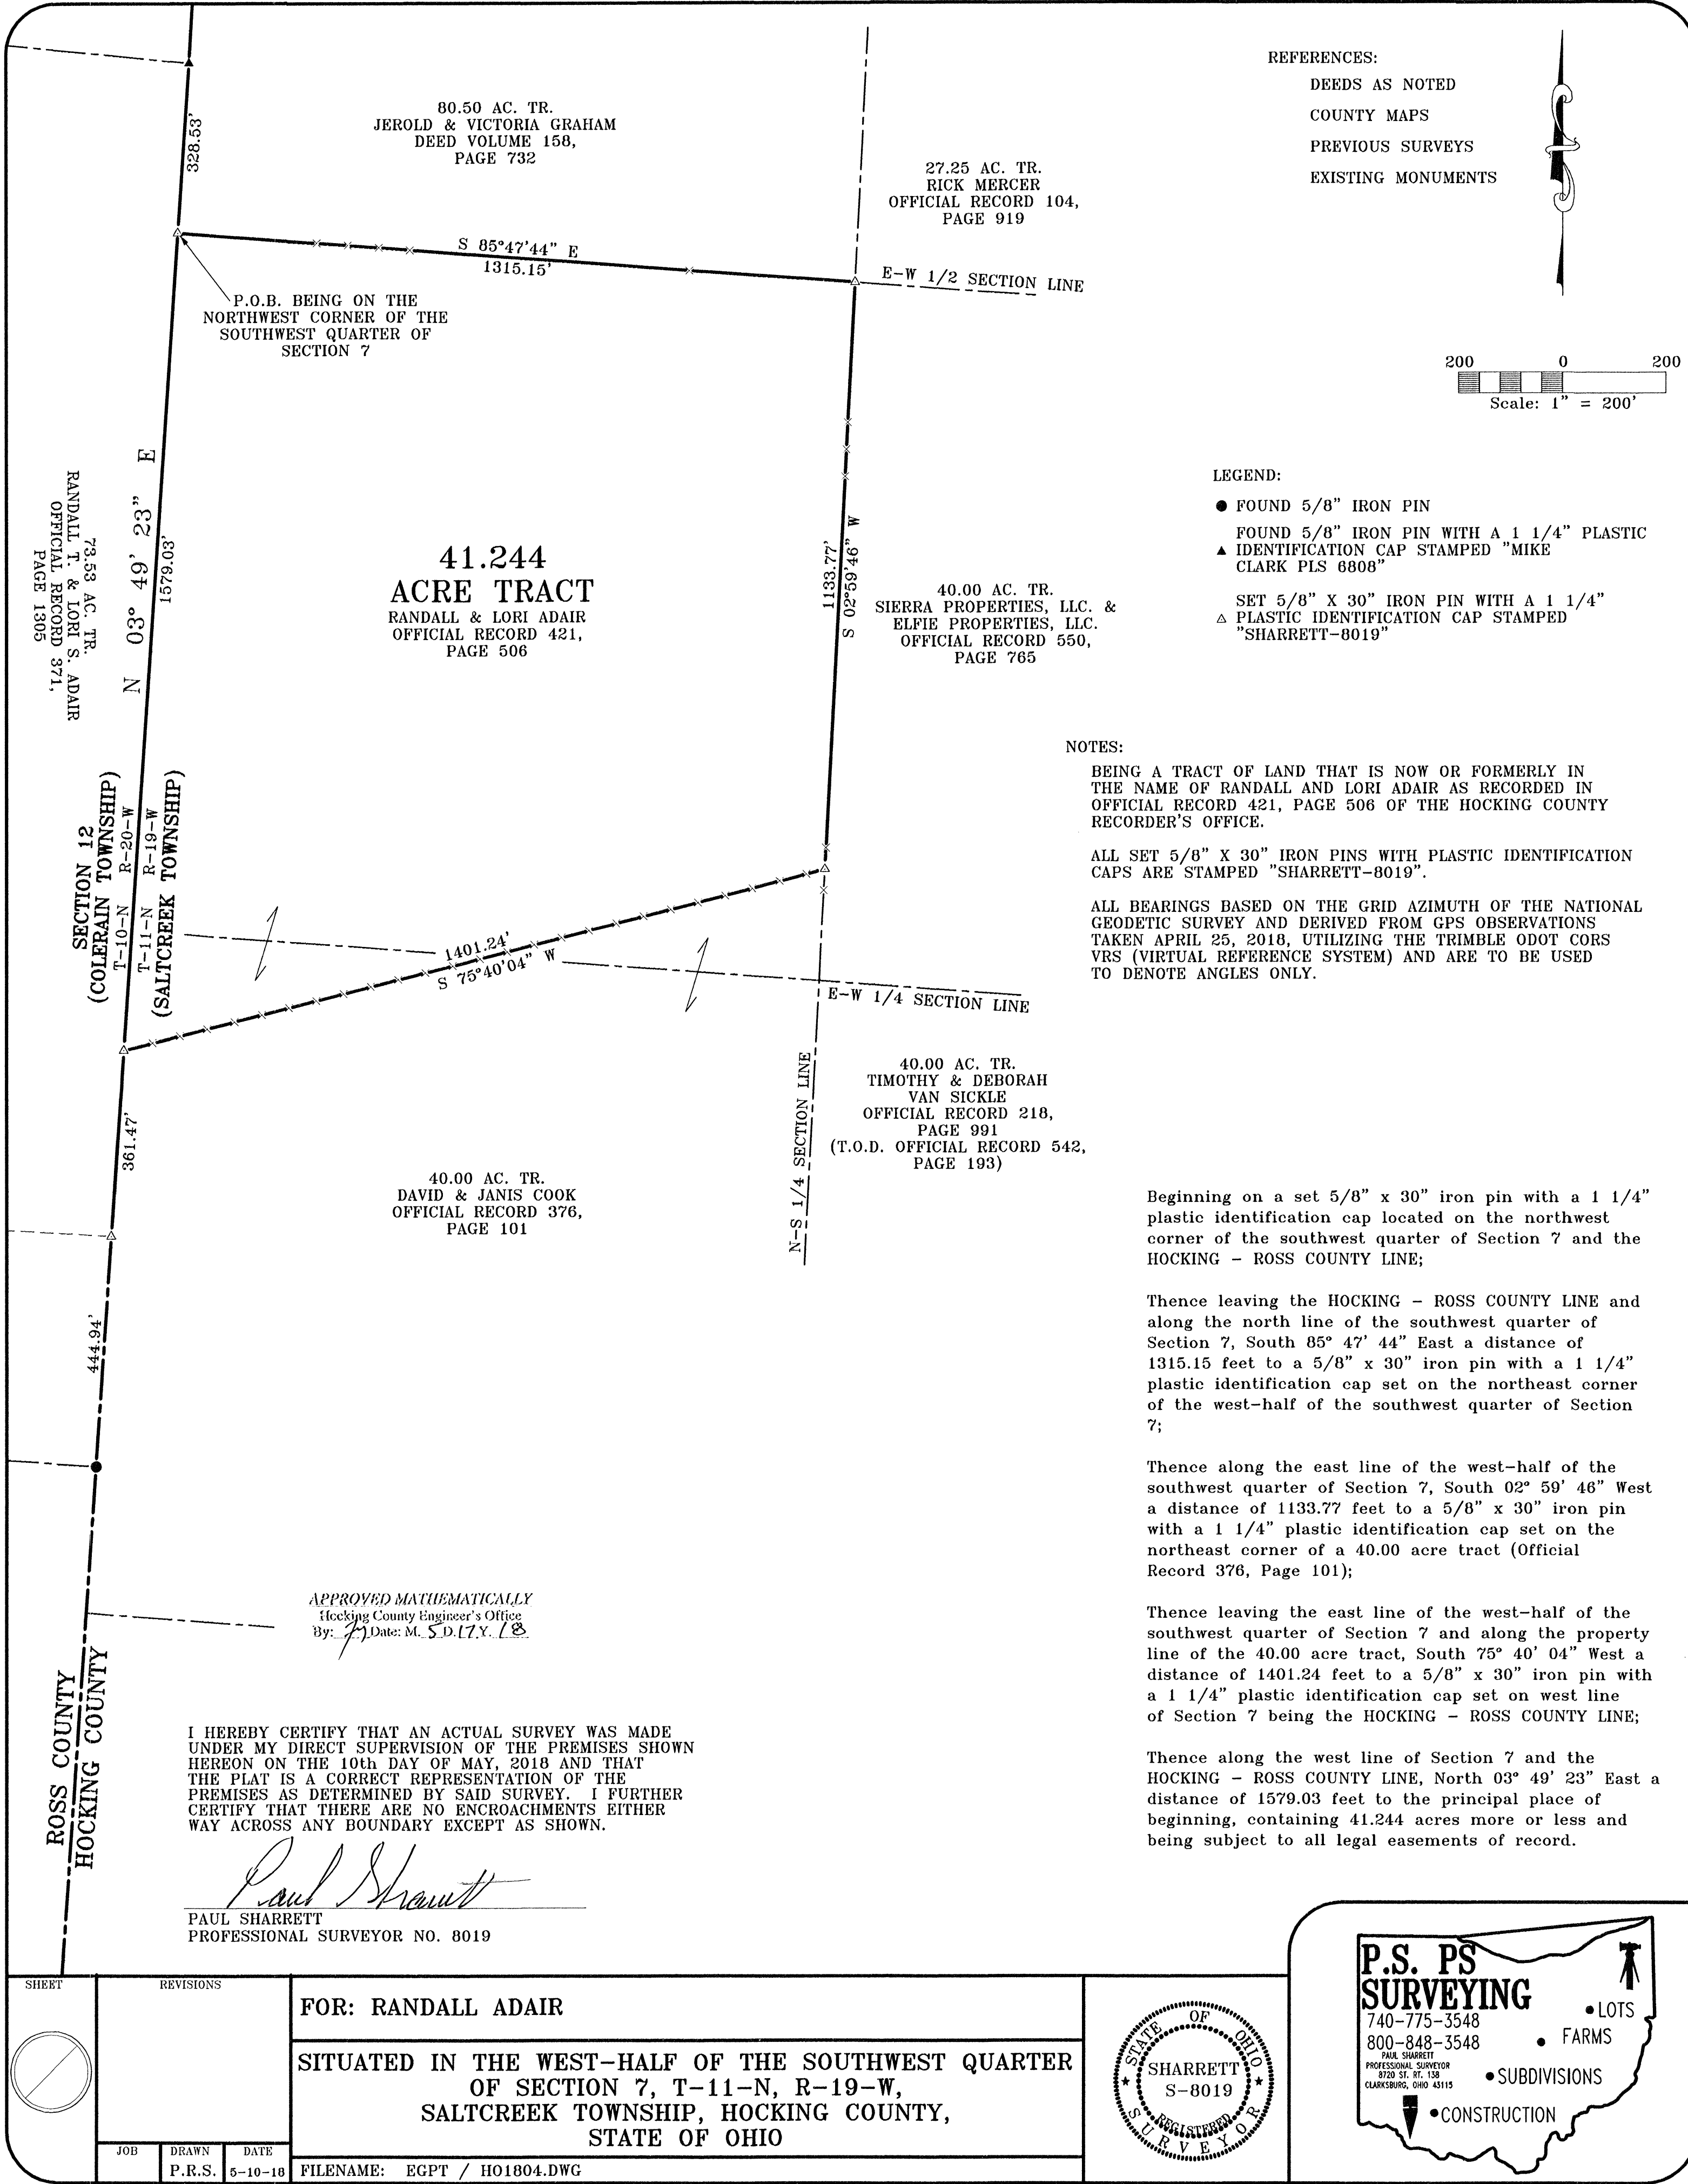 REFERENCES:
DEEDS AS NOTED
COUNTY MAPS
PREVIOUS SURVEYS
EXISTING MONUMENTS
328.53'
80.50 AC. TR.
JEROLD & VICTORIA GRAHAM
DEED VOLUME 158,
PAGE 732
27.25 AC. TR.
RICK MERCER
OFFICIAL RECORD 104,
PAGE 919
S 85°47'44" E
1315.15'
E-W 1/2 SECTION LINE
P.O.B. BEING ON THE
NORTHWEST CORNER OF THE
SOUTHWEST QUARTER OF
SECTION 7
200 0 200
Scale: 1" = 200'
LEGEND:
FOUND 5/8" IRON PIN
FOUND 5/8" IRON PIN WITH A 1 1/4" PLASTIC
IDENTIFICATION CAP STAMPED "MIKE
CLARK PLS 6808"
SET 5/8" X 30" IRON PIN WITH A 1 1/4"
PLASTIC IDENTIFICATION CAP STAMPED
"SHARRETT-8019"
73.53 AC. TR.
RANDALL T. & LORI S. ADAIR
OFFICIAL RECORD 371,
PAGE 1305
N 03° 49' 23" E
1579.03'
41.244
ACRE TRACT
RANDALL & LORI ADAIR
OFFICIAL RECORD 421,
PAGE 506
1133.77'
S 02°59'46" W
40.00 AC. TR.
SIERRA PROPERTIES, LLC. &
ELFIE PROPERTIES, LLC.
OFFICIAL RECORD 550,
PAGE 765
NOTES:
BEING A TRACT OF LAND THAT IS NOW OR FORMERLY IN
THE NAME OF RANDALL AND LORI ADAIR AS RECORDED IN
OFFICIAL RECORD 421, PAGE 506 OF THE HOCKING COUNTY
RECORDER'S OFFICE.
ALL SET 5/8" X 30" IRON PINS WITH PLASTIC IDENTIFICATION
CAPS ARE STAMPED "SHARRETT-8019".
ALL BEARINGS BASED ON THE GRID AZIMUTH OF THE NATIONAL
GEODETIC SURVEY AND DERIVED FROM GPS OBSERVATIONS
TAKEN APRIL 25, 2018, UTILIZING THE TRIMBLE ODOT CORS
VRS (VIRTUAL REFERENCE SYSTEM) AND ARE TO BE USED
TO DENOTE ANGLES ONLY.
SECTION 12
(COLERAIN TOWNSHIP)
T-10-N R-20-W
T-11-N R-19-W
(SALTCREEK TOWNSHIP)
1401.24'
S 75°40'04" W
E-W 1/4 SECTION LINE
N-S 1/4 SECTION LINE
40.00 AC. TR.
TIMOTHY & DEBORAH
VAN SICKLE
OFFICIAL RECORD 218,
PAGE 991
(T.O.D. OFFICIAL RECORD 542,
PAGE 193)
361.47'
40.00 AC. TR.
DAVID & JANIS COOK
OFFICIAL RECORD 376,
PAGE 101
444.94'
Beginning on a set 5/8" x 30" iron pin with a 1 1/4"
plastic identification cap located on the northwest
corner of the southwest quarter of Section 7 and the
HOCKING - ROSS COUNTY LINE;
Thence leaving the HOCKING - ROSS COUNTY LINE and
along the north line of the southwest quarter of
Section 7, South 85° 47' 44" East a distance of
1315.15 feet to a 5/8" x 30" iron pin with a 1 1/4"
plastic identification cap set on the northeast corner
of the west-half of the southwest quarter of Section
7;
Thence along the east line of the west-half of the
southwest quarter of Section 7, South 02° 59' 46" West
a distance of 1133.77 feet to a 5/8" x 30" iron pin
with a 1 1/4" plastic identification cap set on the
northeast corner of a 40.00 acre tract (Official
Record 376, Page 101);
Thence leaving the east line of the west-half of the
southwest quarter of Section 7 and along the property
line of the 40.00 acre tract, South 75° 40' 04" West a
distance of 1401.24 feet to a 5/8" x 30" iron pin with
a 1 1/4" plastic identification cap set on west line
of Section 7 being the HOCKING - ROSS COUNTY LINE;
Thence along the west line of Section 7 and the
HOCKING - ROSS COUNTY LINE, North 03° 49' 23" East a
distance of 1579.03 feet to the principal place of
beginning, containing 41.244 acres more or less and
being subject to all legal easements of record.
APPROVED MATHEMATICALLY
Hocking County Engineer's Office
By: Date: M. 5 D. 17 Y. 18
ROSS COUNTY
HOCKING COUNTY
I HEREBY CERTIFY THAT AN ACTUAL SURVEY WAS MADE
UNDER MY DIRECT SUPERVISION OF THE PREMISES SHOWN
HEREON ON THE 10th DAY OF MAY, 2018 AND THAT
THE PLAT IS A CORRECT REPRESENTATION OF THE
PREMISES AS DETERMINED BY SAID SURVEY. I FURTHER
CERTIFY THAT THERE ARE NO ENCROACHMENTS EITHER
WAY ACROSS ANY BOUNDARY EXCEPT AS SHOWN.
Paul Sharrett
PAUL SHARRETT
PROFESSIONAL SURVEYOR NO. 8019
SHEET
REVISIONS
JOB
DRAWN
P.R.S.
DATE
5-10-18
FOR: RANDALL ADAIR
SITUATED IN THE WEST-HALF OF THE SOUTHWEST QUARTER
OF SECTION 7, T-11-N, R-19-W,
SALTCREEK TOWNSHIP, HOCKING COUNTY,
STATE OF OHIO
FILENAME: EGPT / HO1804.DWG
STATE OF OHIO
SHARRETT
S-8019
REGISTERED
SURVEYOR
P.S. PS
SURVEYING
740-775-3548
800-848-3548
PAUL SHARRETT
PROFESSIONAL SURVEYOR
8720 ST. RT. 138
CLARKSBURG, OHIO 43115
LOTS
FARMS
SUBDIVISIONS
CONSTRUCTION